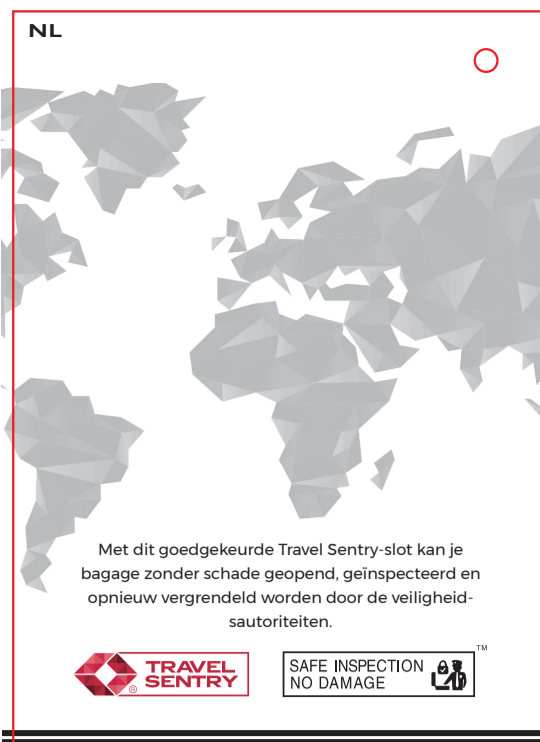 NL
Met dit goedgekeurde Travel Sentry-slot kan je
bagage zonder schade geopend, geïnspecteerd en
opnieuw vergrendeld worden door de veiligheid-
sautoriteiten.
TRAVEL
SENTRY
®
SAFE INSPECTION
NO DAMAGE
TM